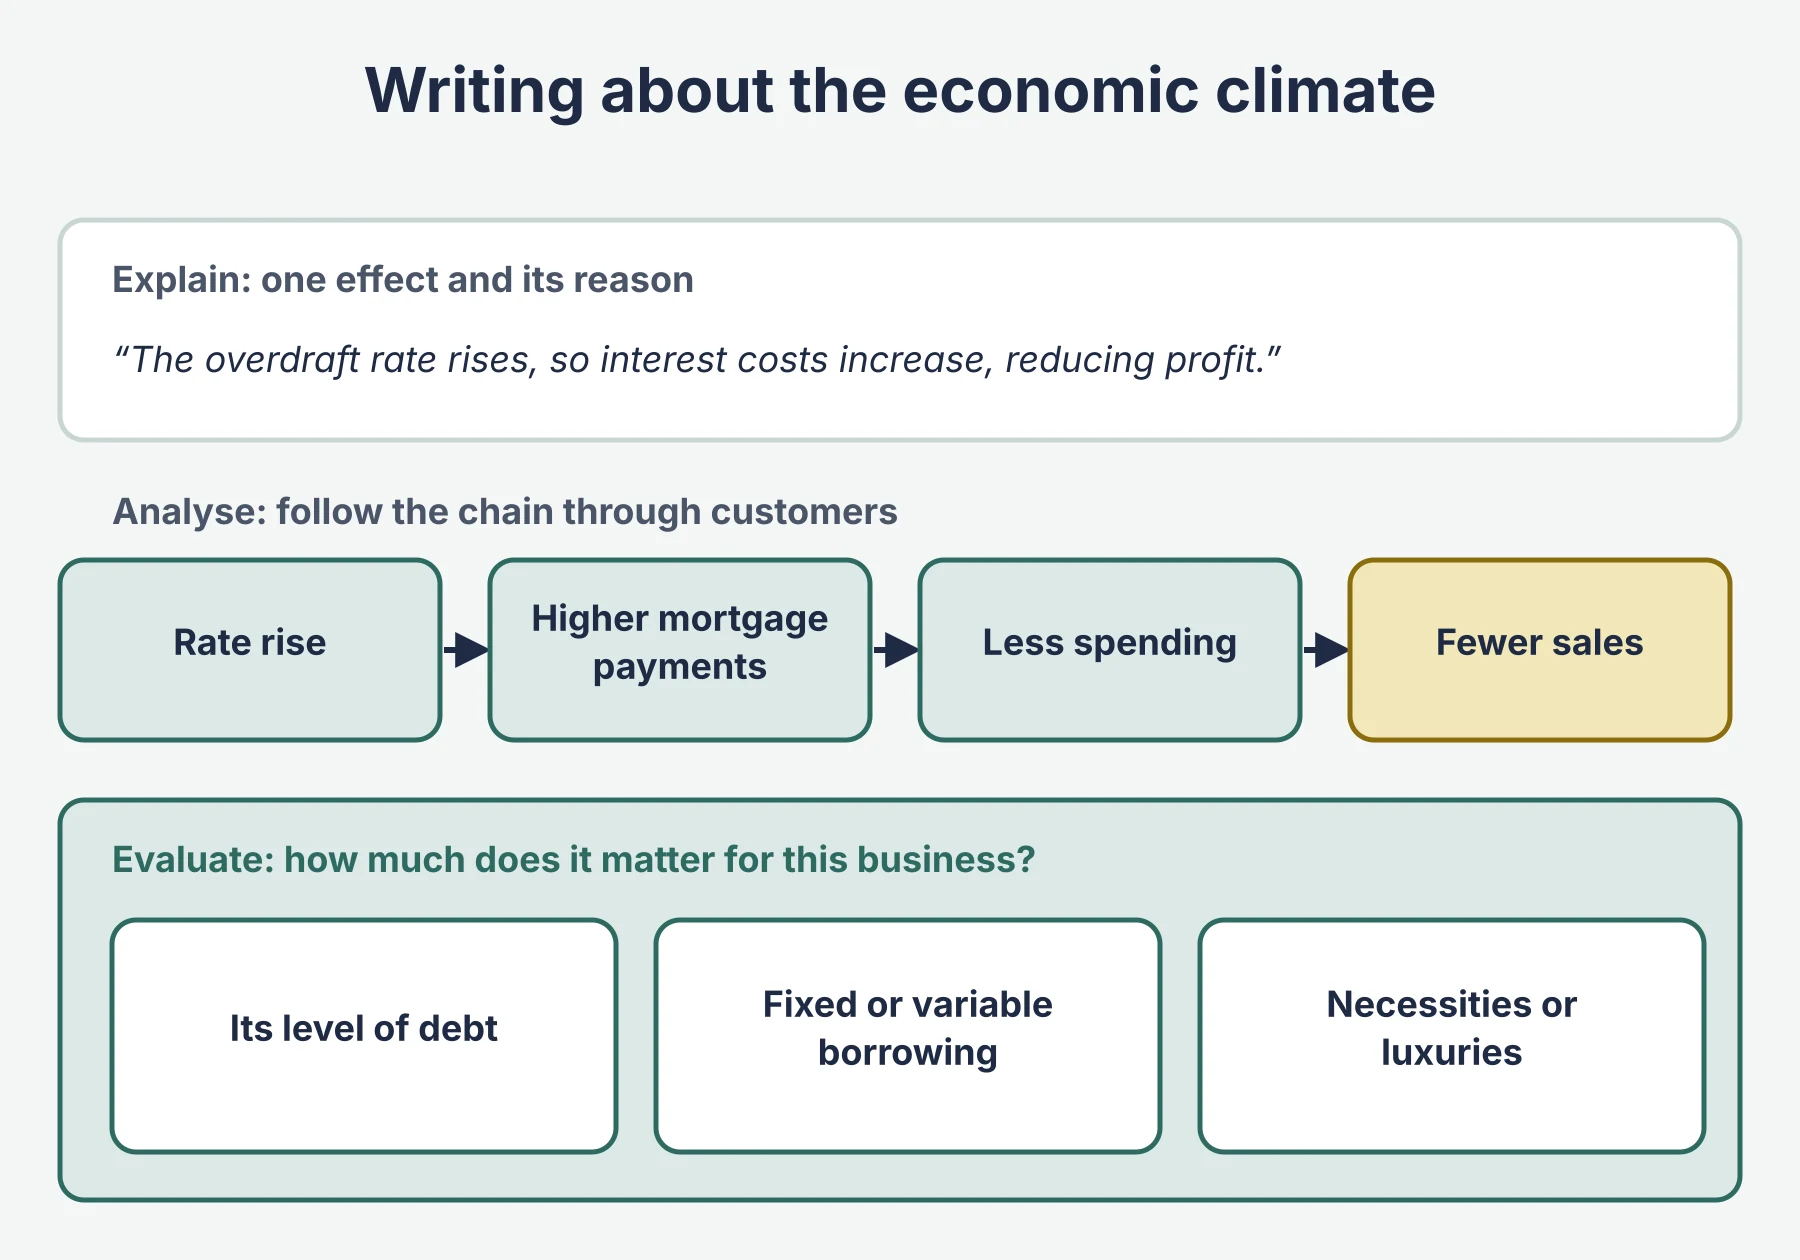 Writing about the economic climate
Explain: one effect and its reason
“The overdraft rate rises, so interest costs increase, reducing profit.”
Analyse: follow the chain through customers
Rate rise
Higher mortgage
payments
Less spending
Fewer sales
Evaluate: how much does it matter for this business?
Its level of debt
Fixed or variable
borrowing
Necessities or
luxuries